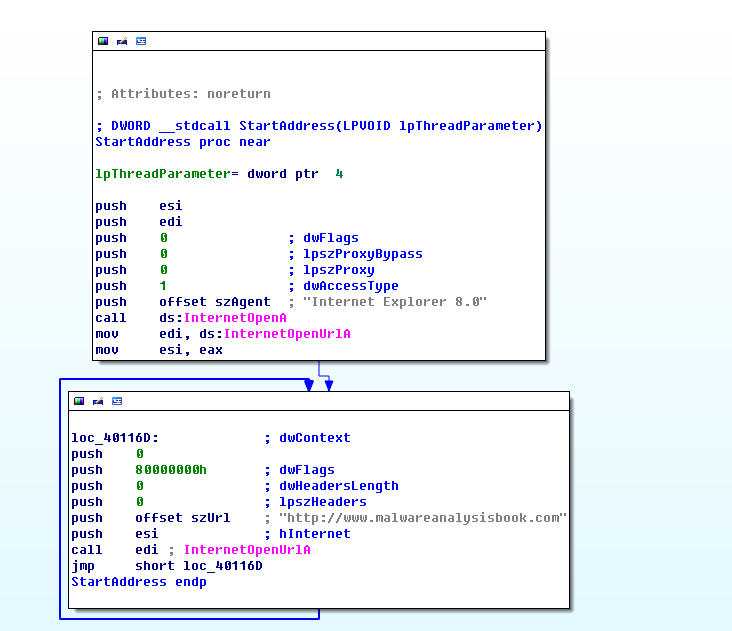 ; Attributes: noreturn
; DWORD __stdcall StartAddress(LPVOID lpThreadParameter)
StartAddress proc near
lpThreadParameter= dword ptr  4
push    esi
push    edi
push    0               ; dwFlags
push    0               ; lpszProxyBypass
push    0               ; lpszProxy
push    1               ; dwAccessType
push    offset szAgent  ; "Internet Explorer 8.0"
call    ds:InternetOpenA
mov     edi, ds:InternetOpenUrlA
mov     esi, eax
loc_40116D:             ; dwContext
push    0
push    80000000h       ; dwFlags
push    0               ; dwHeadersLength
push    0               ; lpszHeaders
push    offset szUrl    ; "http://www.malwareanalysisbook.com"
push    esi             ; hInternet
call    edi ; InternetOpenUrlA
jmp     short loc_40116D
StartAddress endp